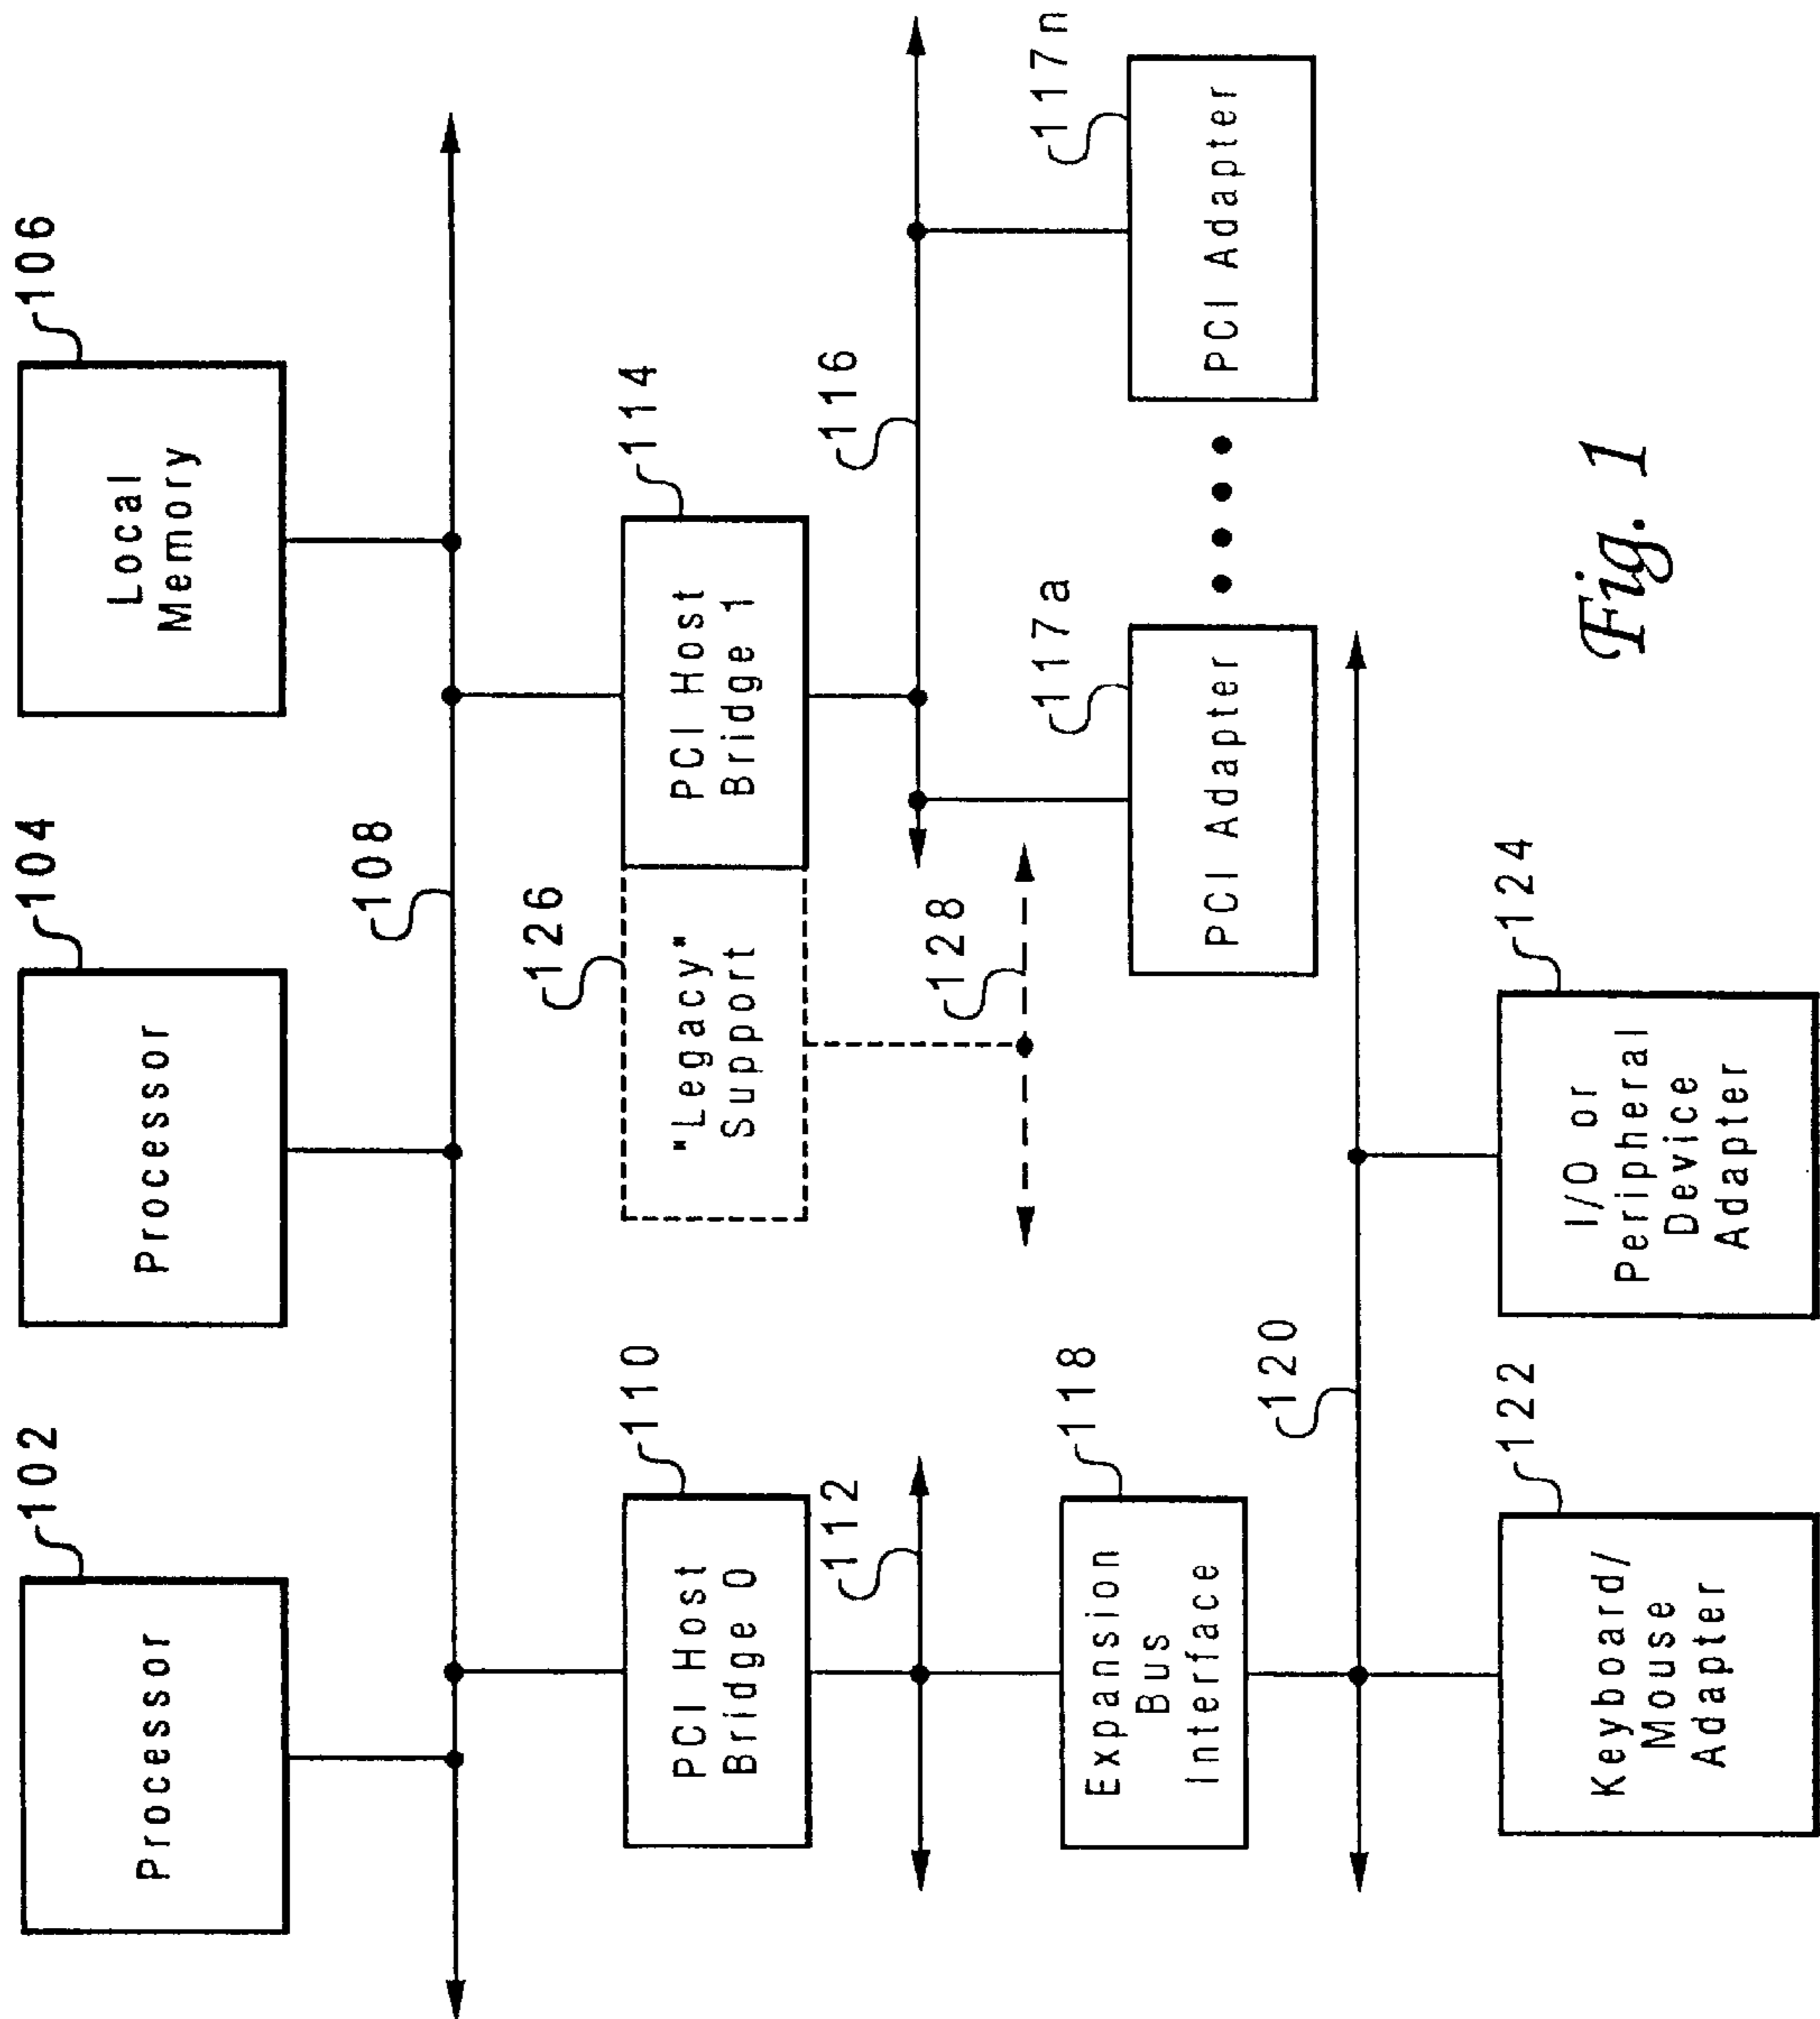 102
Processor
104
Processor
106
Local
Memory
108
110
PCI Host
Bridge 0
126
"Legacy"
Support
114
PCI Host
Bridge 1
112
128
116
118
Expansion
Bus
Interface
117a
PCI Adapter
117n
PCI Adapter
120
122
Keyboard/
Mouse
Adapter
124
I/O or
Peripheral
Device
Adapter
Fig. 1